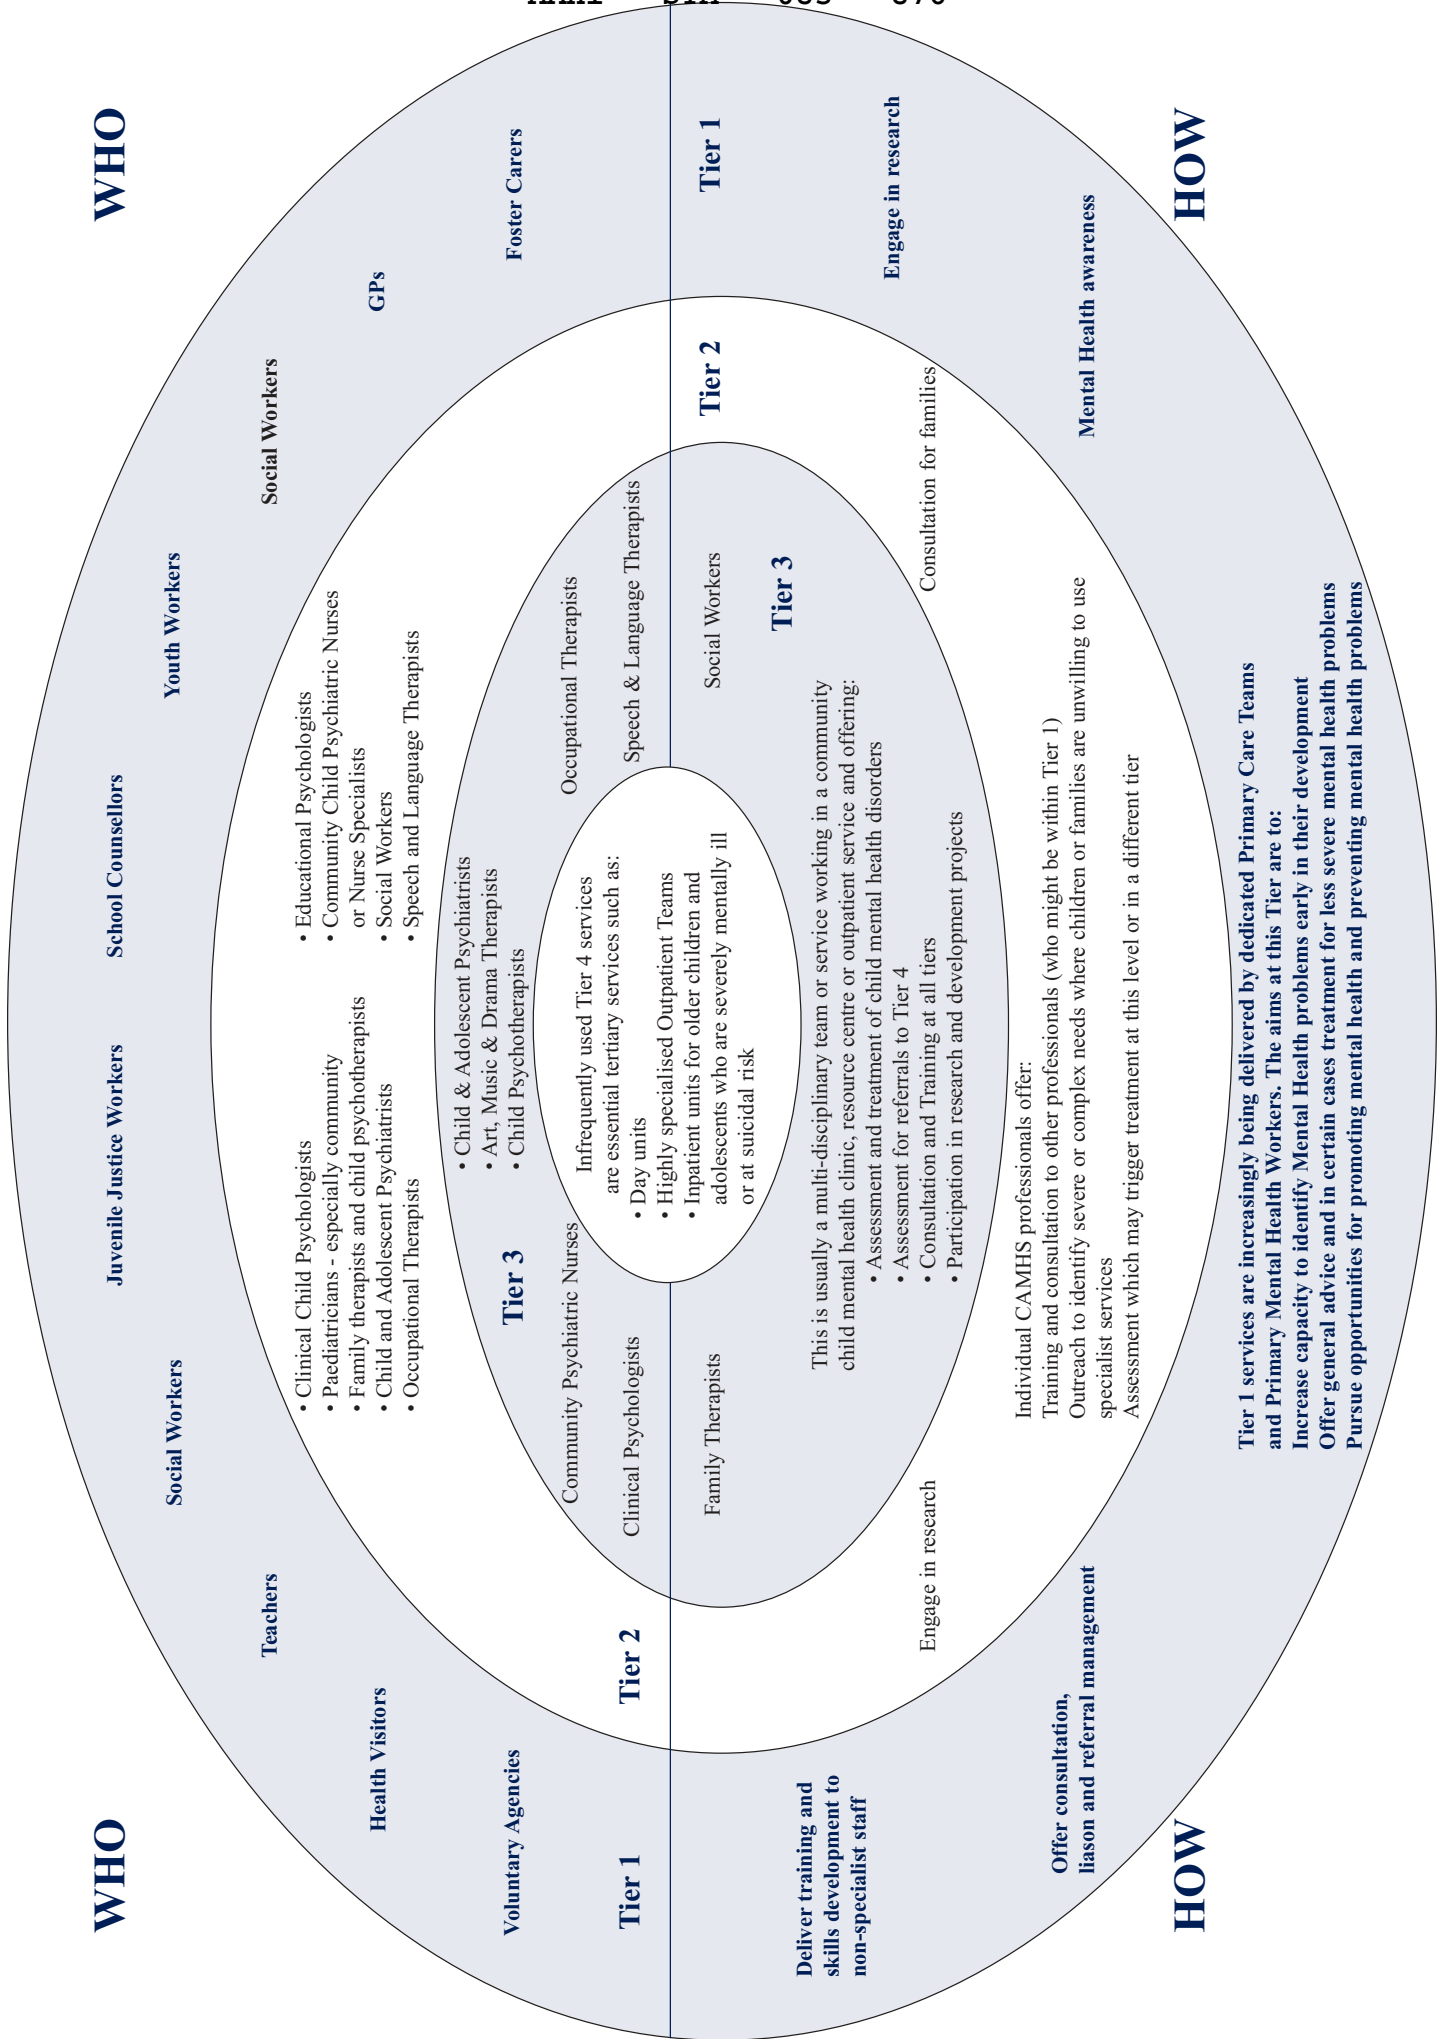 WHO
WHO
Juvenile Justice Workers
School Counsellors
Social Workers
Youth Workers
Teachers
Social Workers
Health Visitors
GPs
Voluntary Agencies
Foster Carers
Tier 1
• Clinical Child Psychologists
• Paediatricians - especially community
• Family therapists and child psychotherapists
• Child and Adolescent Psychiatrists
• Occupational Therapists
• Educational Psychologists
• Community Child Psychiatric Nurses
or Nurse Specialists
• Social Workers
• Speech and Language Therapists
Tier 2
• Child & Adolescent Psychiatrists
• Art, Music & Drama Therapists
• Child Psychotherapists
Tier 3
Community Psychiatric Nurses
Occupational Therapists
Clinical Psychologists
Speech & Language Therapists
Infrequently used Tier 4 services
are essential tertiary services such as:
• Day units
• Highly specialised Outpatient Teams
• Inpatient units for older children and
adolescents who are severely mentally ill
or at suicidal risk
Family Therapists
Social Workers
Tier 3
Tier 2
Tier 1
This is usually a multi-disciplinary team or service working in a community
child mental health clinic, resource centre or outpatient service and offering:
• Assessment and treatment of child mental health disorders
• Assessment for referrals to Tier 4
• Consultation and Training at all tiers
• Participation in research and development projects
Engage in research
Consultation for families
Individual CAMHS professionals offer:
Training and consultation to other professionals (who might be within Tier 1)
Outreach to identify severe or complex needs where children or families are unwilling to use
specialist services
Assessment which may trigger treatment at this level or in a different tier
Deliver training and
skills development to
non-specialist staff
Engage in research
Offer consultation,
liason and referral management
Mental Health awareness
HOW
HOW
Tier 1 services are increasingly being delivered by dedicated Primary Care Teams
and Primary Mental Health Workers. The aims at this Tier are to:
Increase capacity to identify Mental Health problems early in their development
Offer general advice and in certain cases treatment for less severe mental health problems
Pursue opportunities for promoting mental health and preventing mental health problems